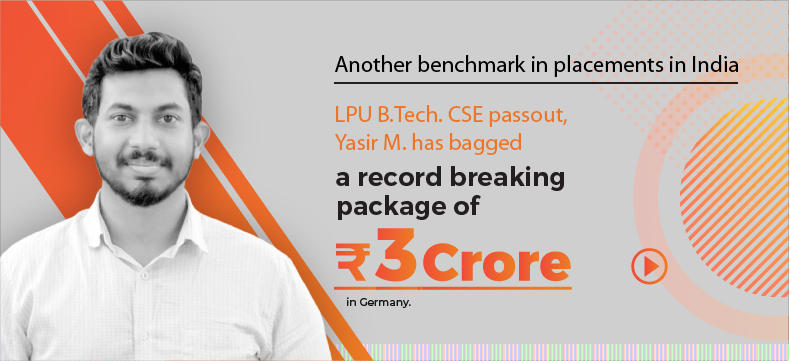 Another benchmark in placements in India
LPU B.Tech. CSE passout,
Yasir M. has bagged
a record breaking
package of
₹3 Crore
in Germany.